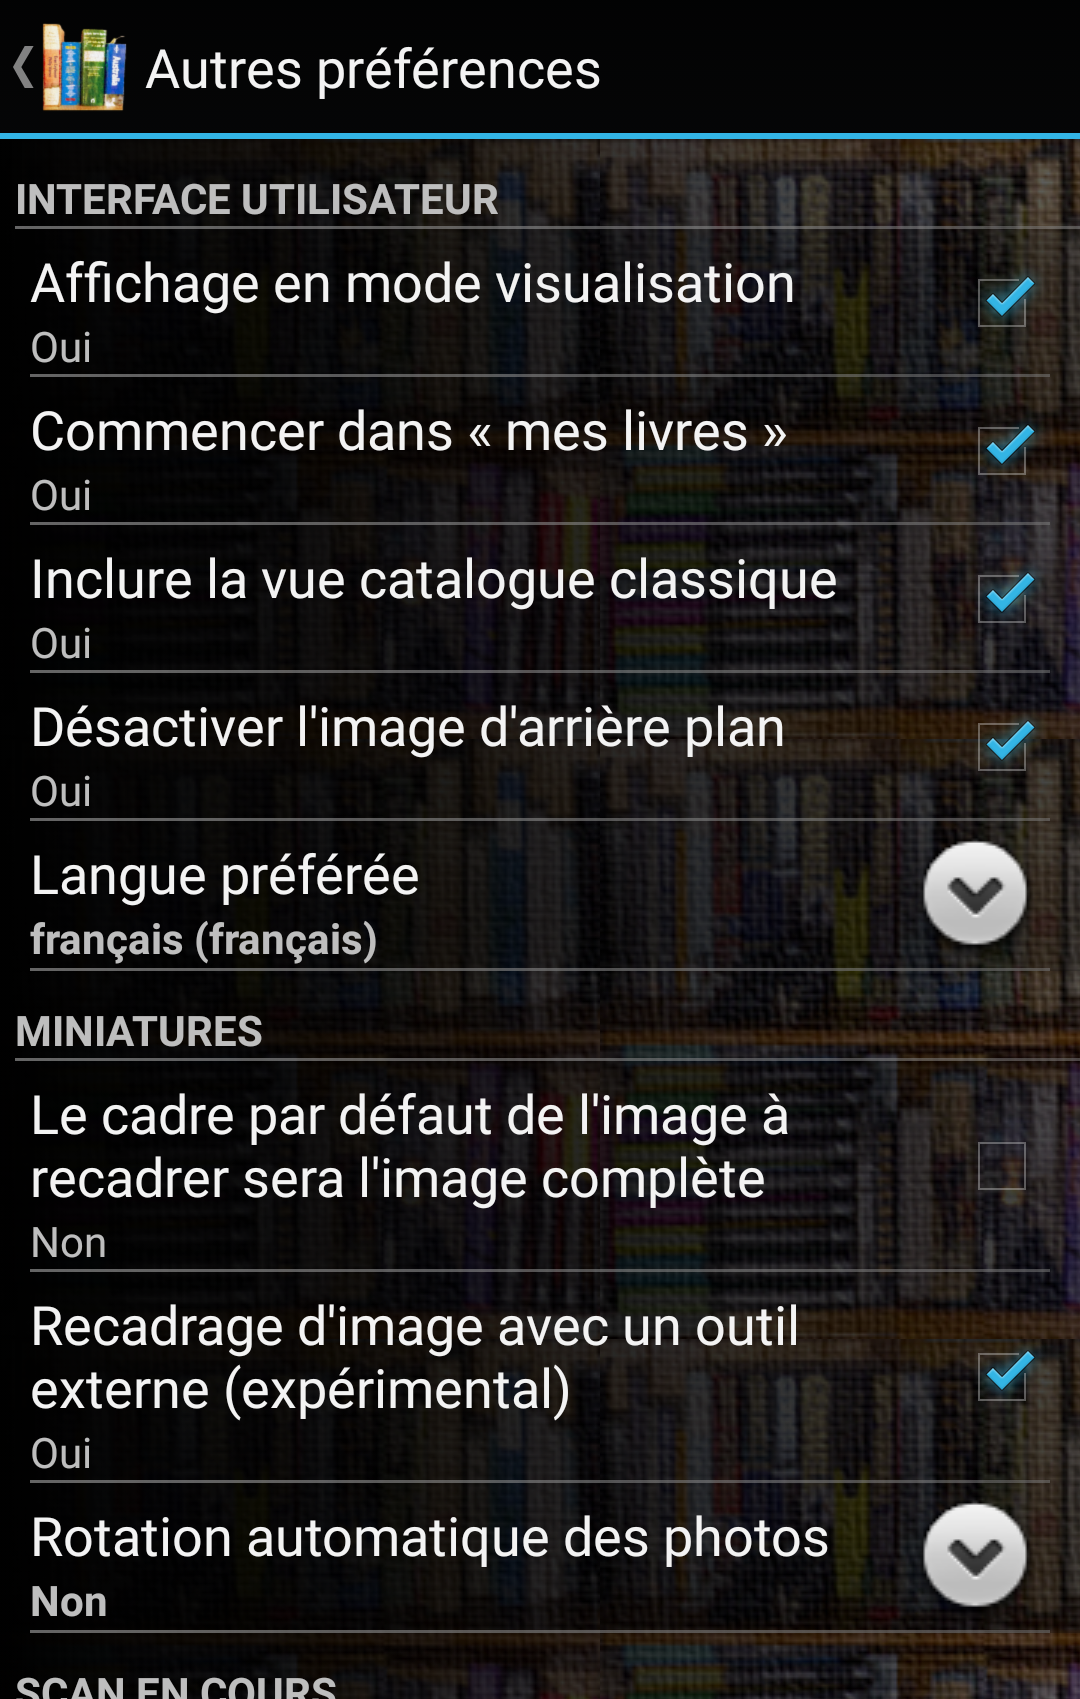 Autres préférences
INTERFACE UTILISATEUR
Affichage en mode visualisation
Oui
Commencer dans « mes livres »
Oui
Inclure la vue catalogue classique
Oui
Désactiver l'image d'arrière plan
Oui
Langue préférée
français (français)
MINIATURES
Le cadre par défaut de l'image à
recadrer sera l'image complète
Non
Recadrage d'image avec un outil
externe (expérimental)
Oui
Rotation automatique des photos
Non
SCAN EN COURS